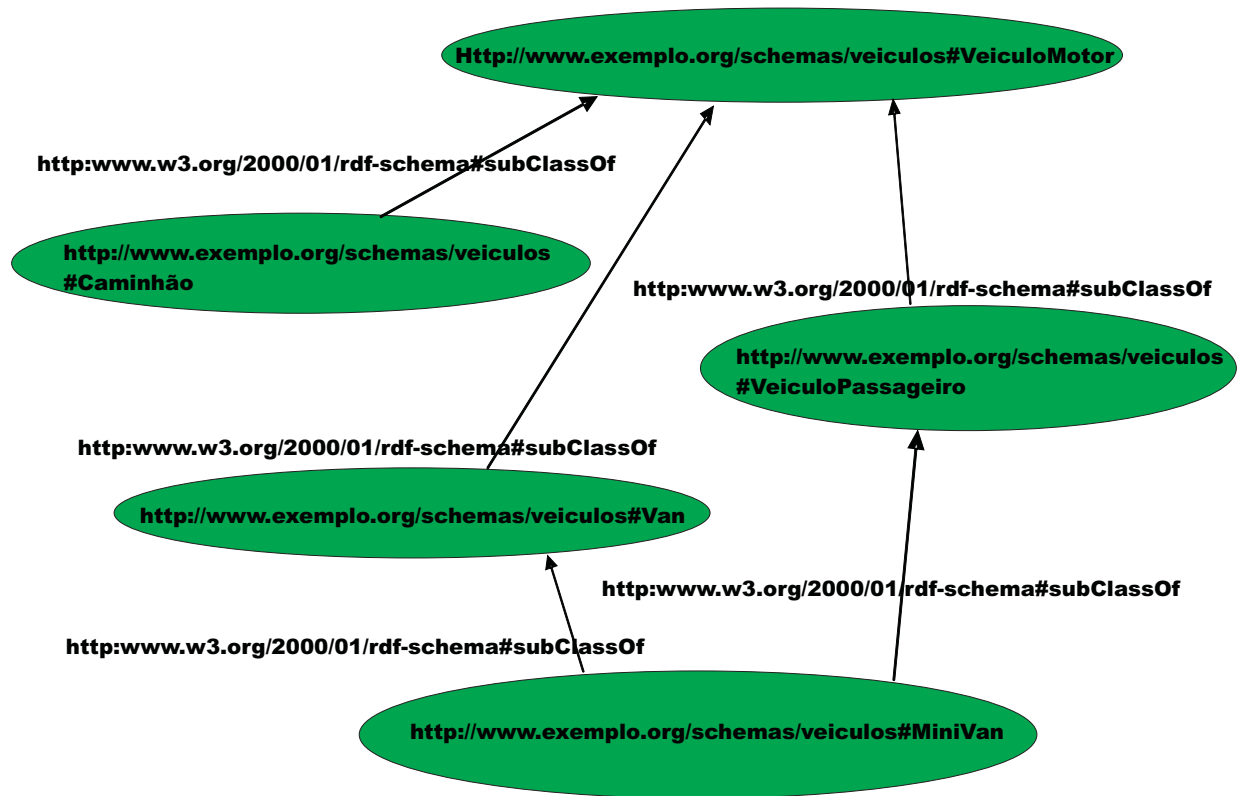 Http://www.exemplo.org/schemas/veiculos#VeiculoMotor
http:www.w3.org/2000/01/rdf-schema#subClassOf
http://www.exemplo.org/schemas/veiculos
#Caminhão
http:www.w3.org/2000/01/rdf-schema#subClassOf
http://www.exemplo.org/schemas/veiculos
#VeiculoPassageiro
http:www.w3.org/2000/01/rdf-schema#subClassOf
http://www.exemplo.org/schemas/veiculos#Van
http:www.w3.org/2000/01/rdf-schema#subClassOf
http:www.w3.org/2000/01/rdf-schema#subClassOf
http://www.exemplo.org/schemas/veiculos#MiniVan